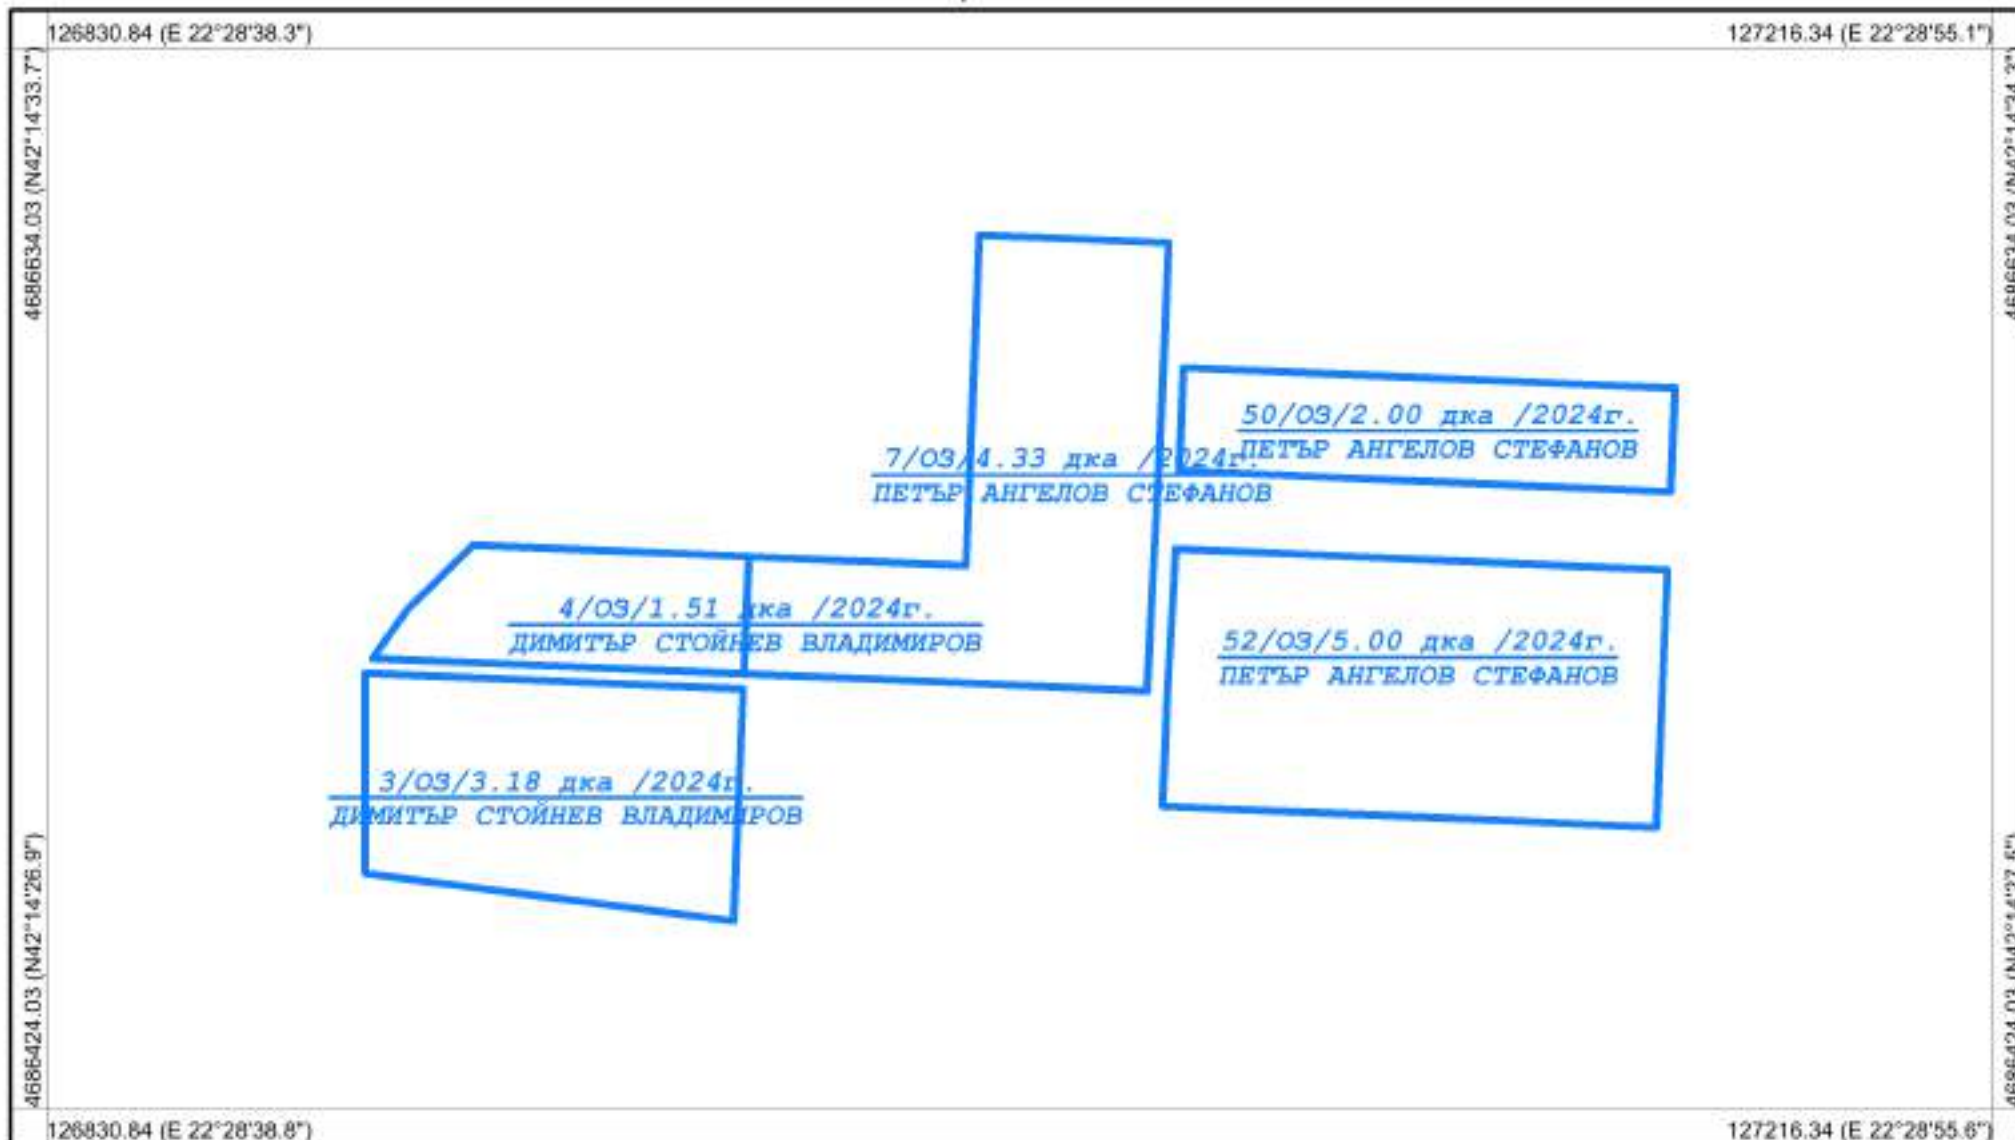 126830.84 (E 22°28'38.3")
127216.34 (E 22°28'55.1")
4686634.03 (N42°14'33.7")
50/ОЗ/2.00 дка /2024г.
ПЕТЪР АНГЕЛОВ СТЕФАНОВ
7/ОЗ/4.33 дка /2024г.
ПЕТЪР АНГЕЛОВ СТЕФАНОВ
4/ОЗ/1.51 дка /2024г.
ДИМИТЪР СТОЙНЕВ ВЛАДИМИРОВ
52/ОЗ/5.00 дка /2024г.
ПЕТЪР АНГЕЛОВ СТЕФАНОВ
3/ОЗ/3.18 дка /2024г.
ДИМИТЪР СТОЙНЕВ ВЛАДИМИРОВ
4686424.03 (N42°14'26.9")
126830.84 (E 22°28'38.8")
127216.34 (E 22°28'55.6")